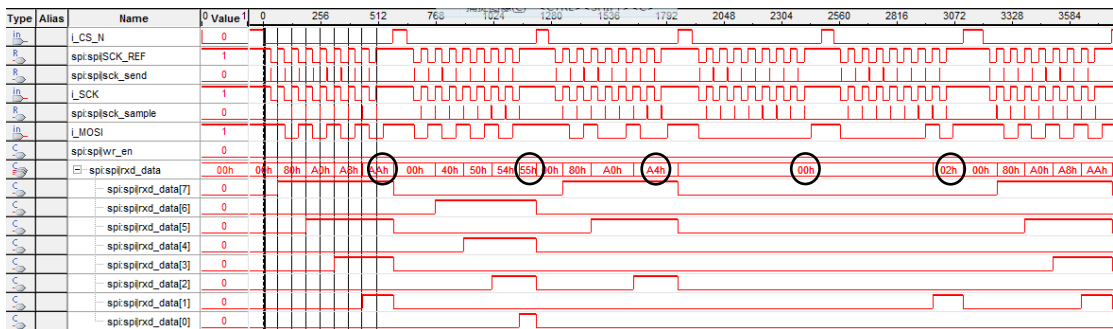 Type Alias Name 0 Value 1 0 256 512 768 1024 1280 1536 1792 2048 2304 2560 2816 3072 3328 3584
in i_CS_N 0
R spi:spi|SCK_REF 1
R spi:spi|sck_send 0
in i_SCK 1
R spi:spi|sck_sample 0
in i_MOSI 1
C spi:spi|wr_en 0
C spi:spi|rxd_data 00h 00h 80h A0h A8h AAh 00h 40h 50h 54h 55h 00h 80h A0h A4h 00h 02h 00h 80h A0h A8h AAh
C spi:spi|rxd_data[7] 0
C spi:spi|rxd_data[6] 0
C spi:spi|rxd_data[5] 0
C spi:spi|rxd_data[4] 0
C spi:spi|rxd_data[3] 0
C spi:spi|rxd_data[2] 0
C spi:spi|rxd_data[1] 0
C spi:spi|rxd_data[0] 0